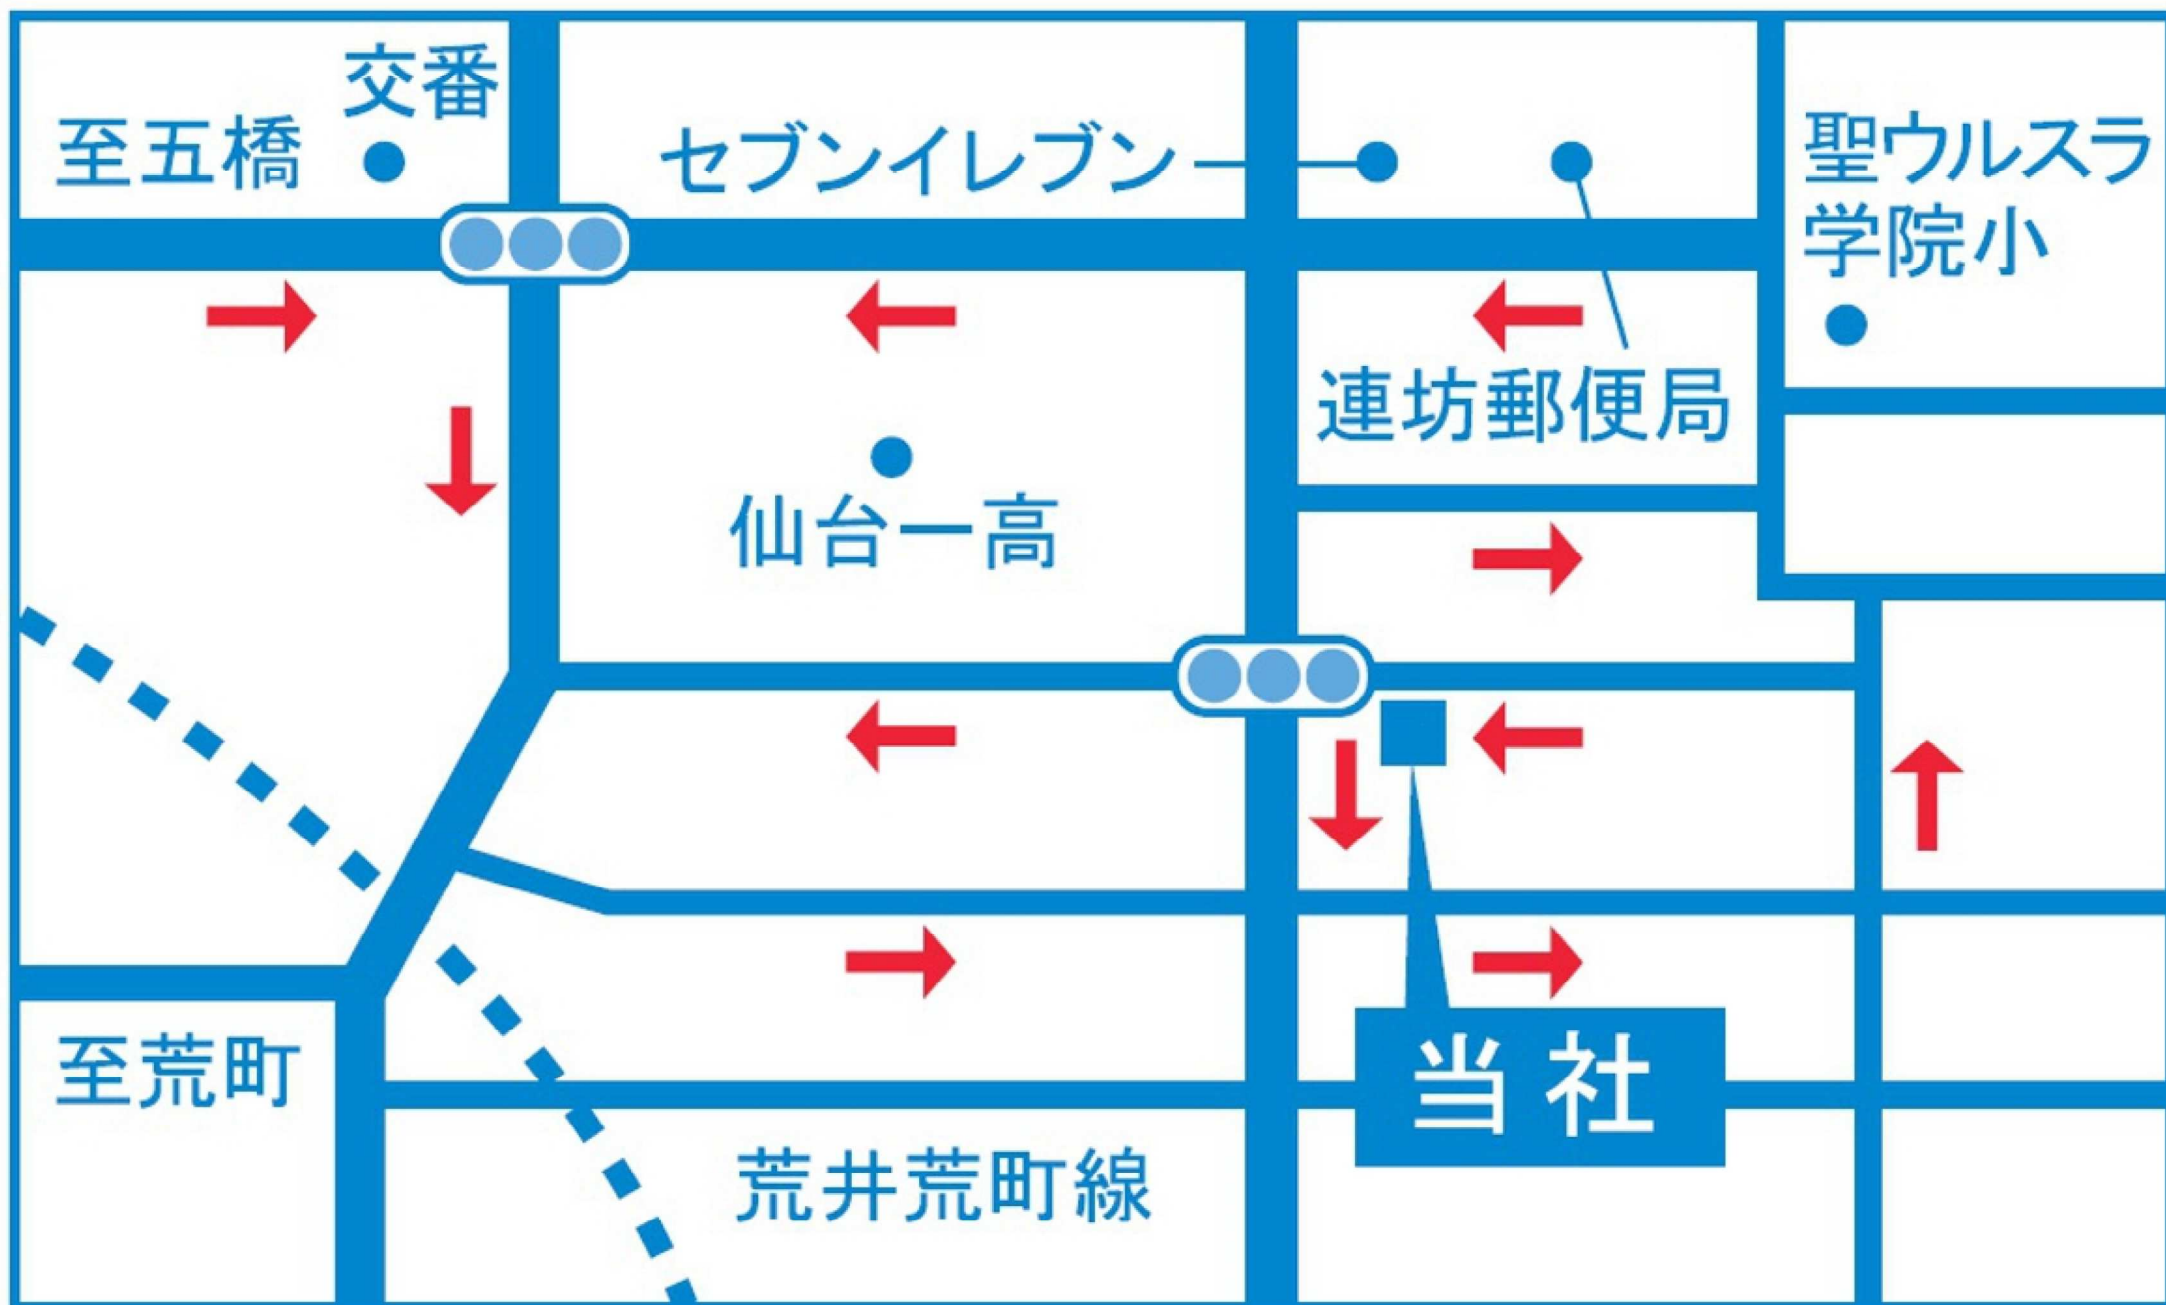 交番
至五橋
セブンイレブン
聖ウルスラ
学院小
連坊郵便局
仙台一高
至荒町
当社
荒井荒町線